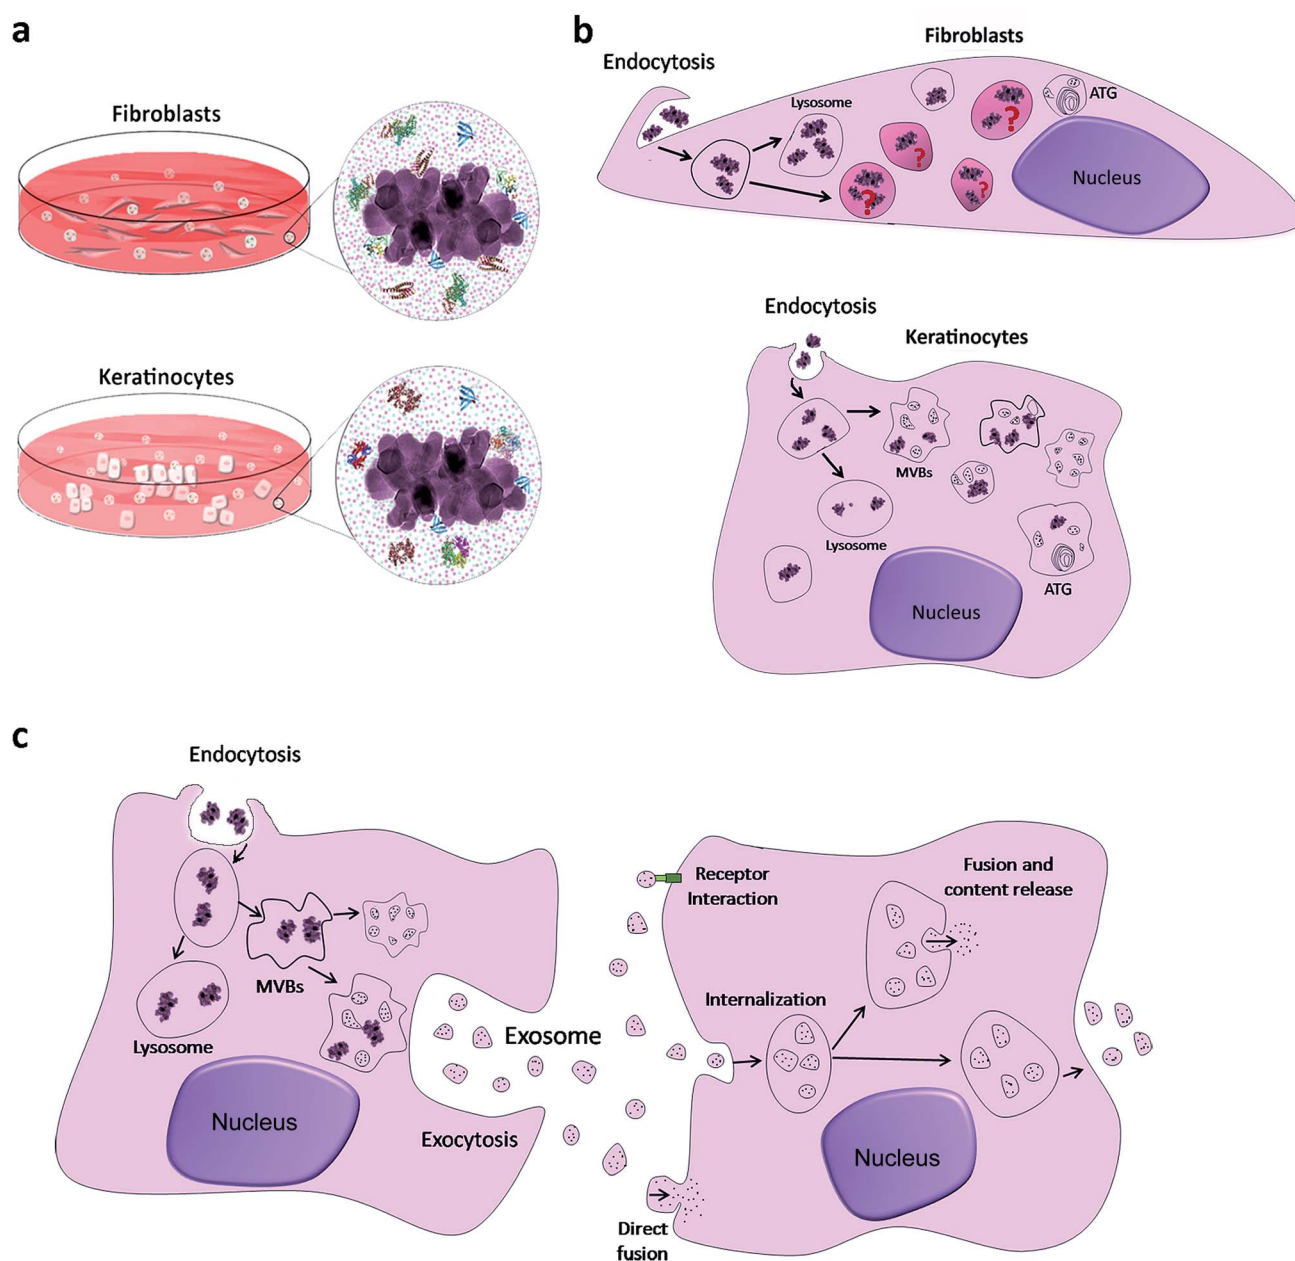 a
Fibroblasts
Keratinocytes
b
Fibroblasts
Endocytosis
Lysosome
ATG
?
?
?
?
Nucleus
Endocytosis
Keratinocytes
MVBs
Lysosome
ATG
Nucleus
c
Endocytosis
MVBs
Lysosome
Nucleus
Exosome
Exocytosis
Receptor
Interaction
Fusion and
content release
Internalization
Nucleus
Direct
fusion